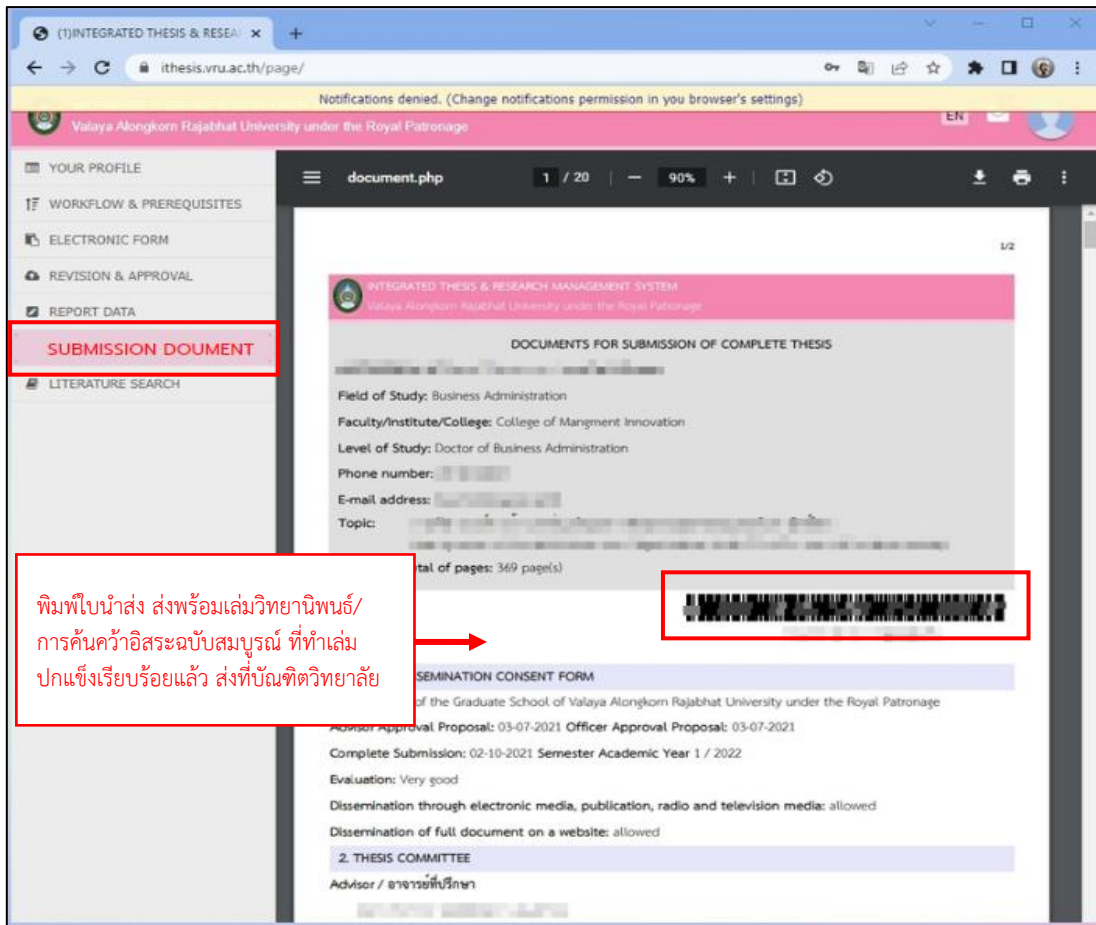 (1)INTEGRATED THESIS & RESEA
ithesis.vru.ac.th/page/
Notifications denied. (Change notifications permission in you browser's settings)
Valaya Alongkorn Rajabhat University under the Royal Patronage
EN
YOUR PROFILE
WORKFLOW & PREREQUISITES
ELECTRONIC FORM
REVISION & APPROVAL
REPORT DATA
SUBMISSION DOUMENT
LITERATURE SEARCH
document.php
1 / 20
90%
1/2
INTEGRATED THESIS & RESEARCH MANAGEMENT SYSTEM
Valaya Alongkorn Rajabhat University under the Royal Patronage
DOCUMENTS FOR SUBMISSION OF COMPLETE THESIS
Field of Study: Business Administration
Faculty/Institute/College: College of Mangment Innovation
Level of Study: Doctor of Business Administration
Phone number:
E-mail address:
Topic:
of pages: 369 page(s)
พิมพ์ใบนำส่ง ส่งพร้อมเล่มวิทยานิพนธ์/
การค้นคว้าอิสระฉบับสมบูรณ์ ที่ทำเล่ม
ปกแข็งเรียบร้อยแล้ว ส่งที่บัณฑิตวิทยาลัย
CONSENT FORM
of the Graduate School of Valaya Alongkorn Rajabhat University under the Royal Patronage
Advisor Approval Proposal: 03-07-2021 Officer Approval Proposal: 03-07-2021
Complete Submission: 02-10-2021 Semester Academic Year 1 / 2022
Evaluation: Very good
Dissemination through electronic media, publication, radio and television media: allowed
Dissemination of full document on a website: allowed
2. THESIS COMMITTEE
Advisor / อาจารย์ที่ปรึกษา